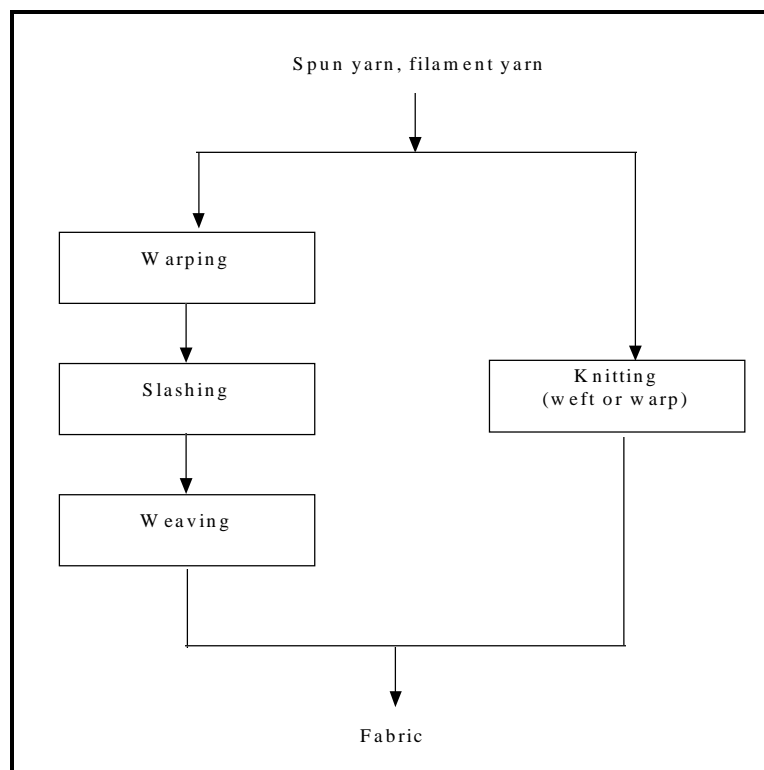 Spun yarn, filament yarn
Warping
Slashing
Knitting
(weft or warp)
Weaving
Fabric